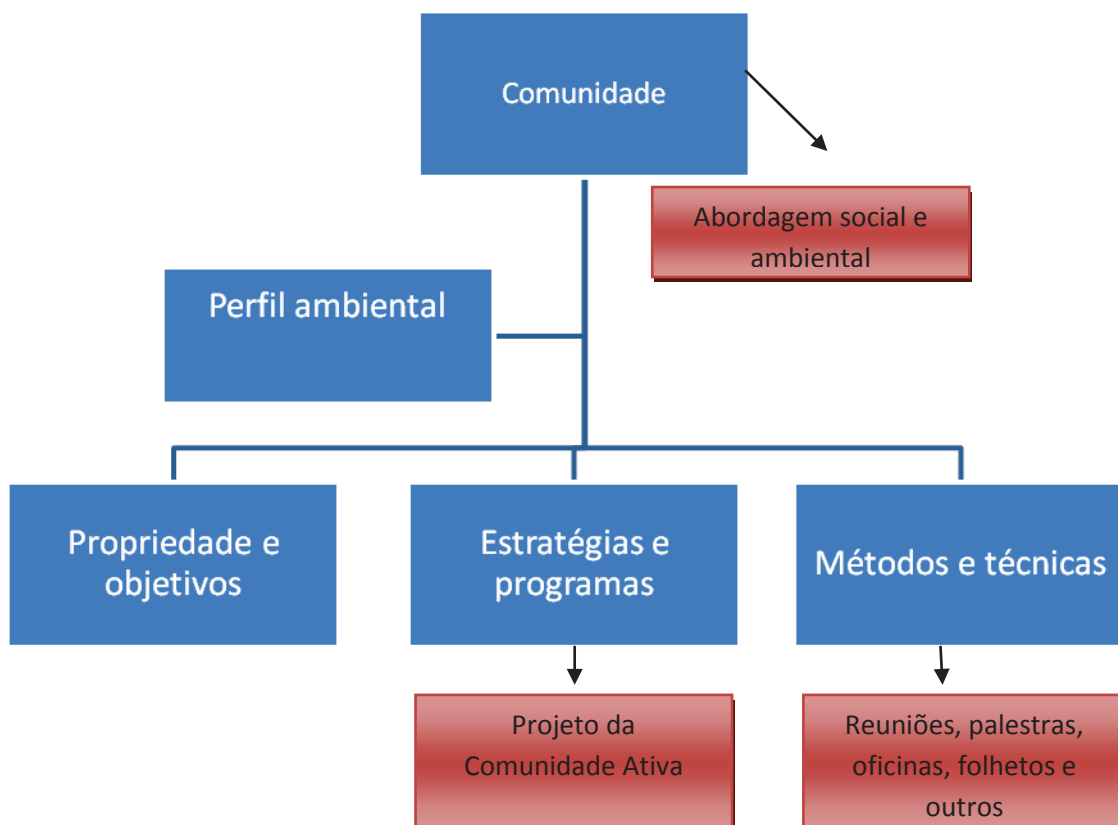 Comunidade
Abordagem social e
ambiental
Perfil ambiental
Propriedade e
objetivos
Estratégias e
programas
Métodos e técnicas
Projeto da
Comunidade Ativa
Reuniões, palestras,
oficinas, folhetos e
outros